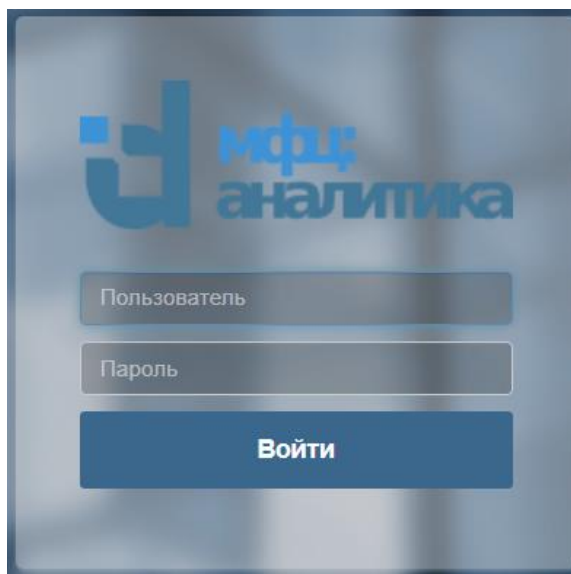 мфц:
аналитика
Пользователь
Пароль
Войти